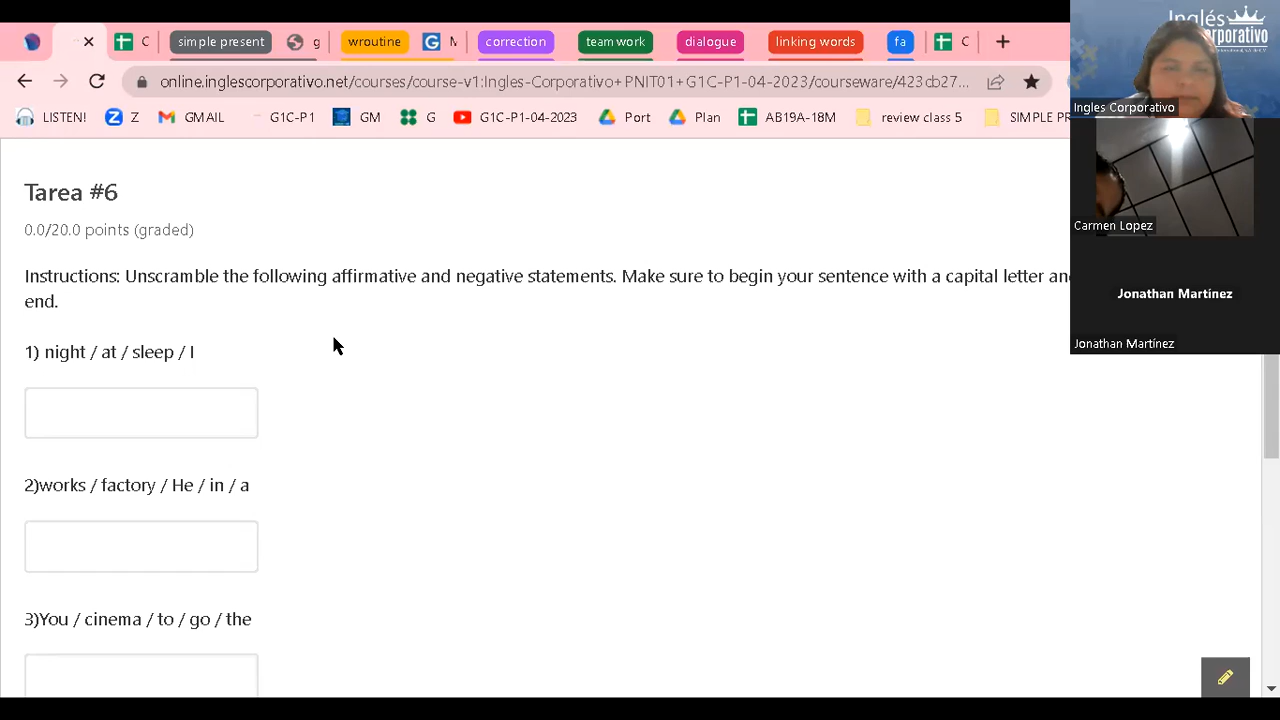 simple present
g
wroutine
correction
team work
dialogue
linking words
fa
C
online.inglescorporativo.net/courses/course-v1:Ingles-Corporativo+PNIT01+G1C-P1-04-2023/courseware/423cb27...
LISTEN! Z GMAIL G1C-P1 GM G G1C-P1-04-2023 Port Plan AB19A-18M review class 5 SIMPLE PR
Tarea #6
0.0/20.0 points (graded)
Instructions: Unscramble the following affirmative and negative statements. Make sure to begin your sentence with a capital letter and
end.
1) night / at / sleep / I
2)works / factory / He / in / a
3)You / cinema / to / go / the
Inglés
Corporativo
Ingles Corporativo
Carmen Lopez
Jonathan Martínez
Jonathan Martínez